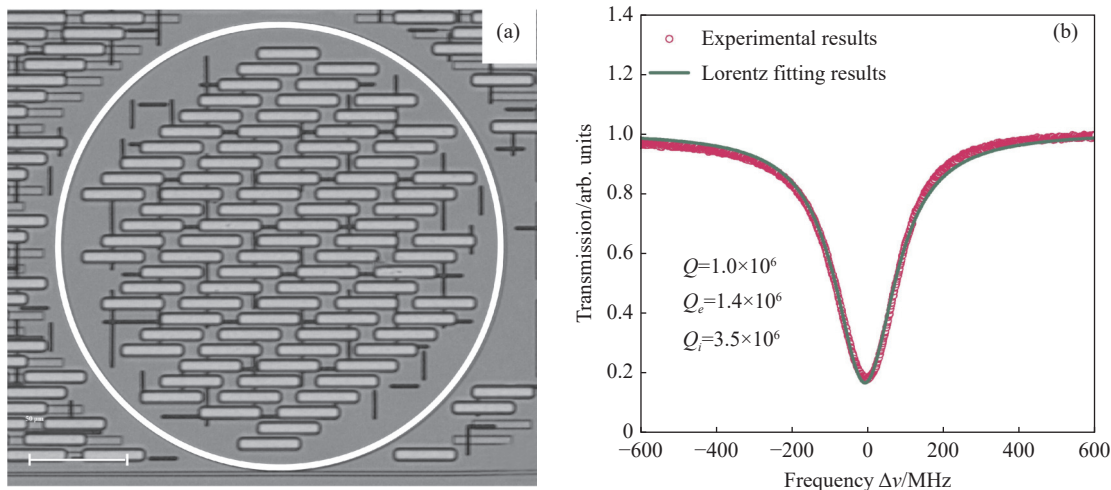 (a)
50 μm
(b)
1.4
1.2
1.0
0.8
0.6
0.4
0.2
0
Transmission/arb. units
Experimental results
Lorentz fitting results
Q=1.0×10⁶
Qₑ=1.4×10⁶
Qᵢ=3.5×10⁶
−600
−400
−200
0
200
400
600
Frequency Δν/MHz